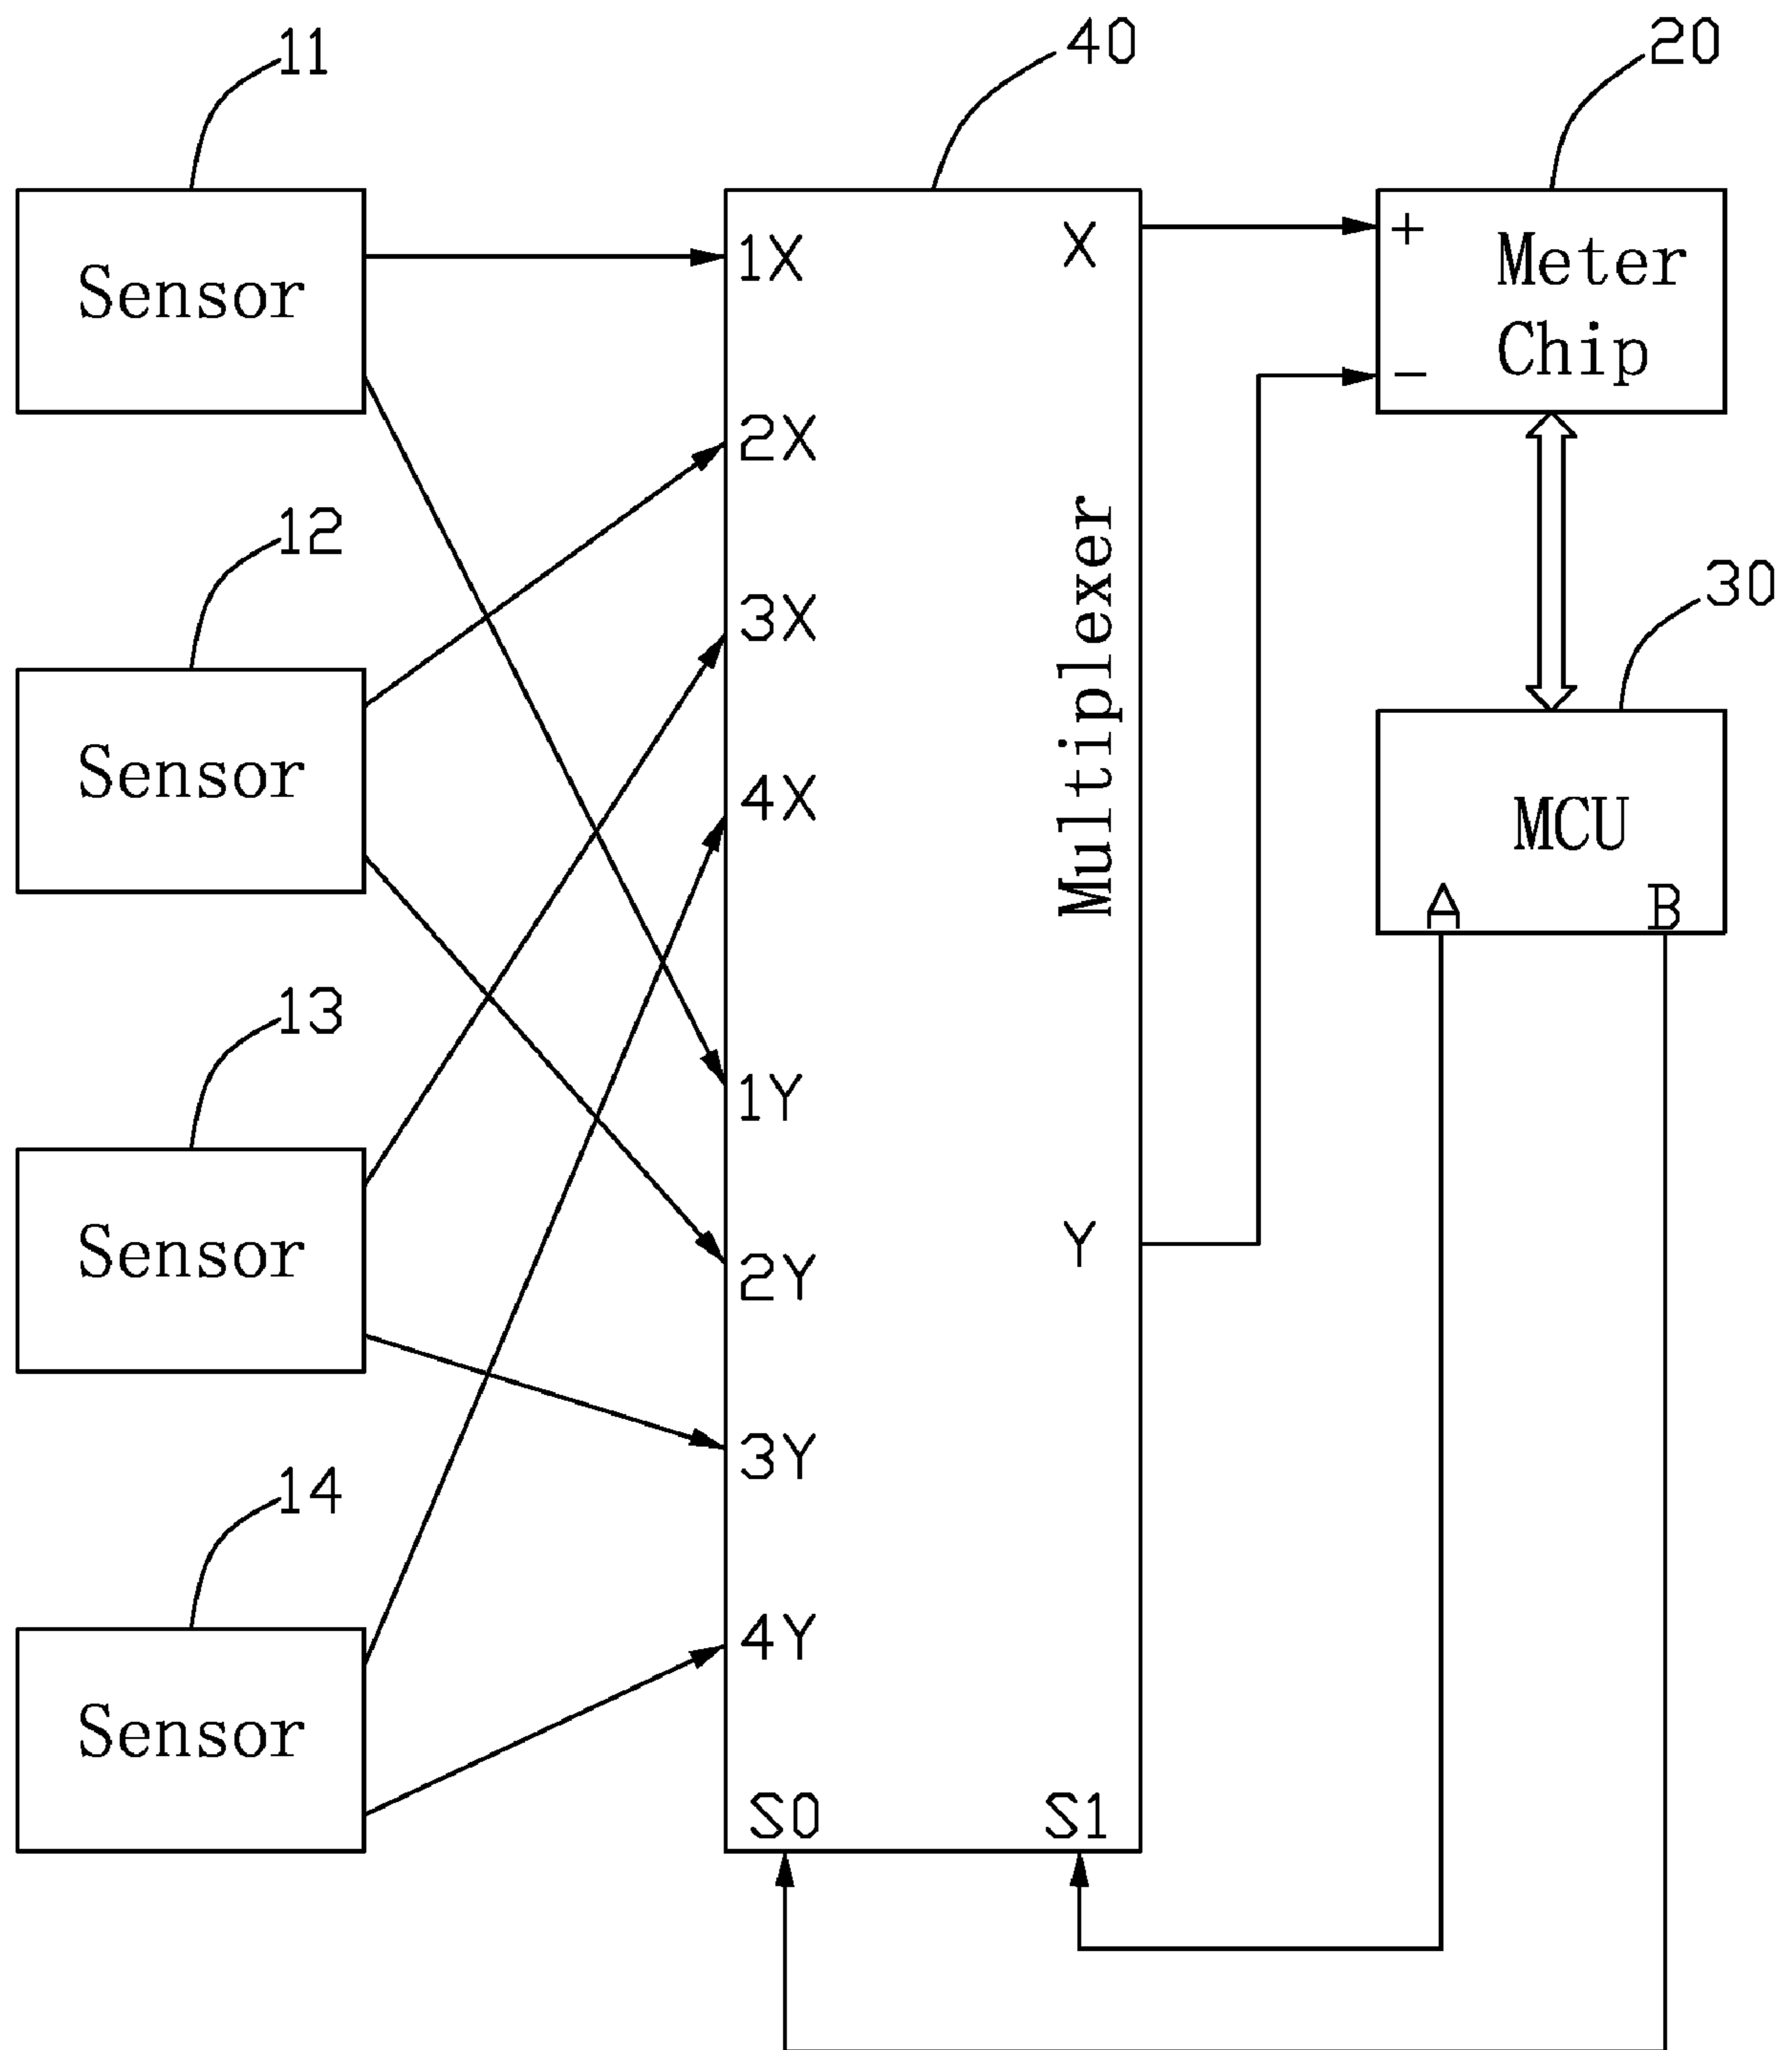 11
40
20
Sensor
1X
X
+
Meter
Chip
-
2X
12
3X
30
Sensor
4X
Multiplexer
MCU
A
B
13
1Y
Sensor
2Y
Y
3Y
14
4Y
Sensor
S0
S1